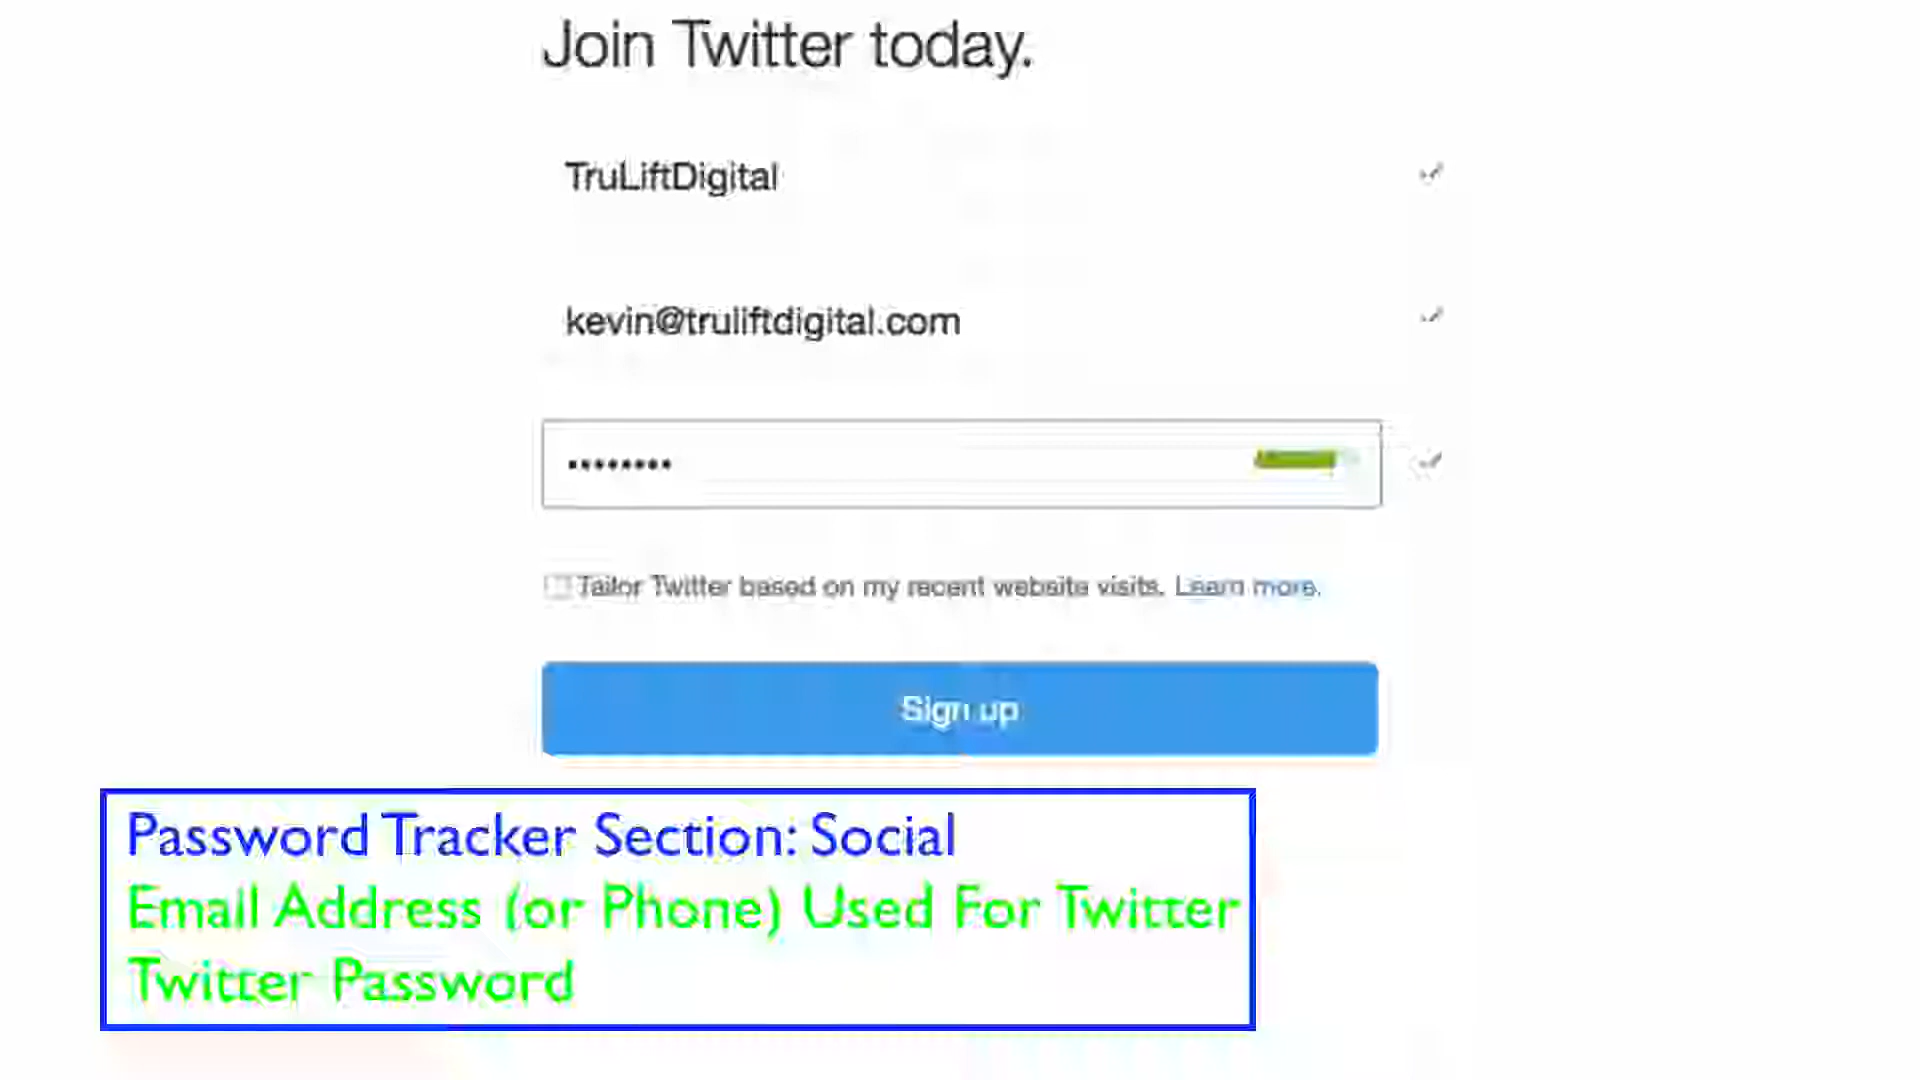 Join Twitter today.
TruLiftDigital
kevin@truliftdigital.com
Tailor Twitter based on my recent website visits. Learn more.
Sign up
Password Tracker Section: Social
Email Address (or Phone) Used For Twitter
Twitter Password